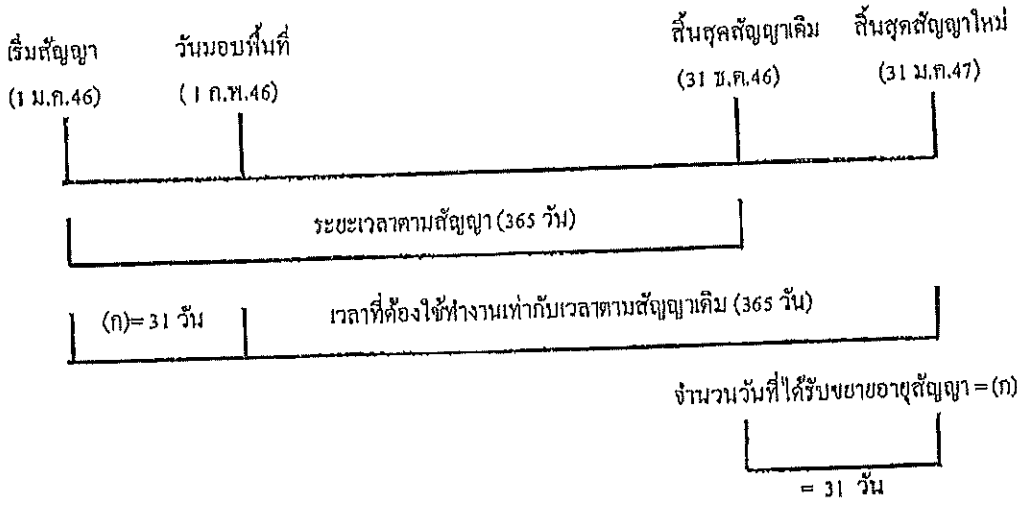 เริ่มสัญญา วันมอบพื้นที่ สิ้นสุดสัญญาเดิม สิ้นสุดสัญญาใหม่
(1 ม.ค.46) (1 ก.พ.46) (31 ธ.ค.46) (31 ม.ค.47)
ระยะเวลาตามสัญญา (365 วัน)
(ก)= 31 วัน เวลาที่ต้องใช้ทำงานเท่ากับเวลาตามสัญญาเดิม (365 วัน)
จำนวนวันที่ได้รับขยายอายุสัญญา = (ก)
= 31 วัน